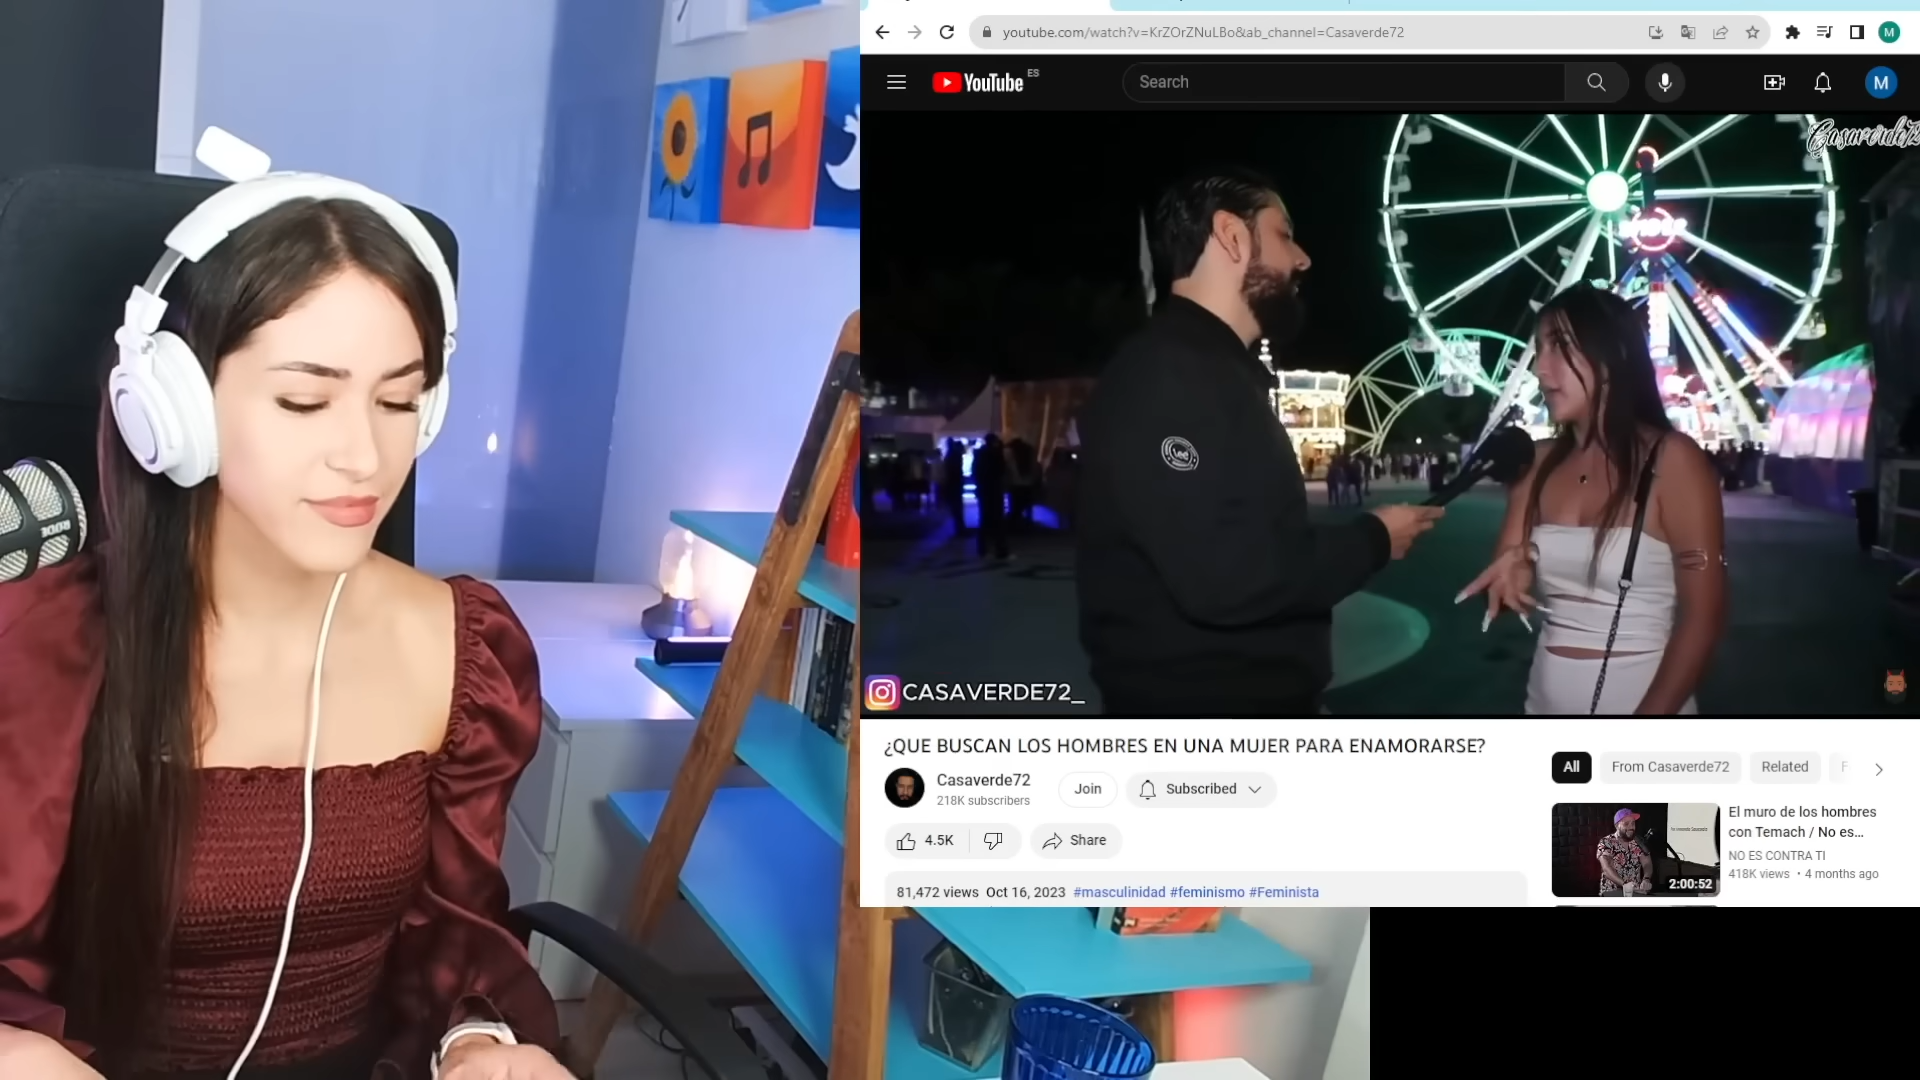 youtube.com/watch?v=KrZOrZNuLBo&ab_channel=Casaverde72
M
YouTube ES
Search
M
Casaverde72
Lee
RODE
CASAVERDE72_
¿QUE BUSCAN LOS HOMBRES EN UNA MUJER PARA ENAMORARSE?
Casaverde72
218K subscribers
Join
Subscribed
4.5K
Share
81,472 views Oct 16, 2023 #masculinidad #feminismo #Feminista
All
From Casaverde72
Related
El muro de los hombres
con Temach / No es...
NO ES CONTRA TI
418K views • 4 months ago
2:00:52